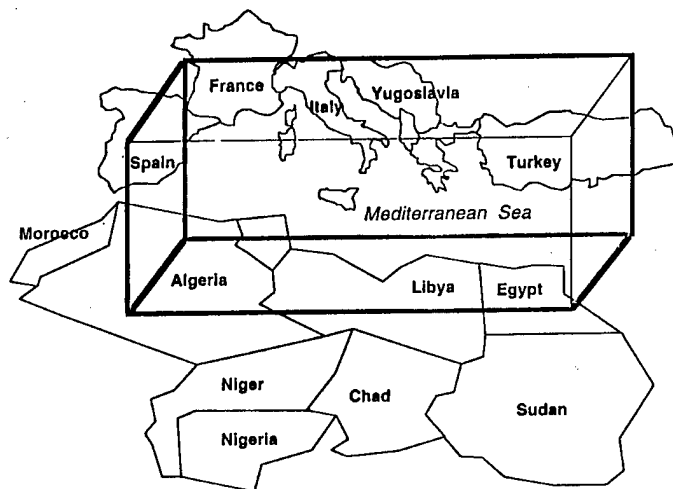 France
Yugoslavia
Italy
Spain
Turkey
Mediterranean Sea
Morocco
Algeria
Libya
Egypt
Niger
Chad
Sudan
Nigeria